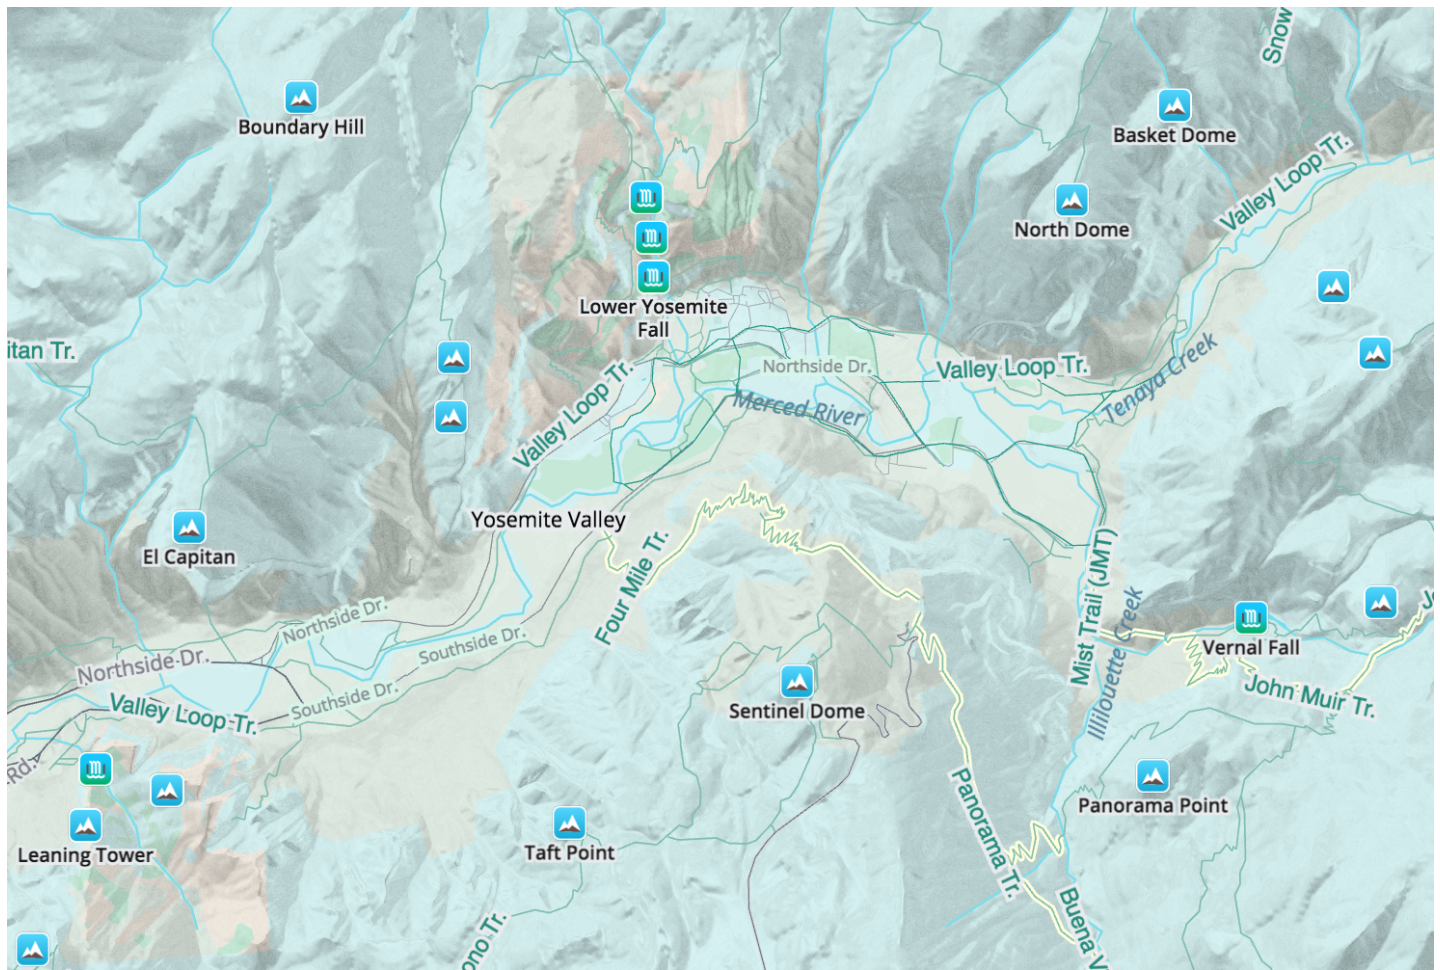 Snow
Boundary Hill
Basket Dome
Valley Loop Tr.
North Dome
Lower Yosemite
Fall
itan Tr.
Northside Dr.
Valley Loop Tr.
Tenaya Creek
Valley Loop Tr.
Merced River
Yosemite Valley
El Capitan
Four Mile Tr.
Mist Trail (JMT)
Illilouette Creek
Northside Dr.
Southside Dr.
Vernal Fall
Northside Dr.
Southside Dr.
Valley Loop Tr.
John Muir Tr.
Sentinel Dome
Rd.
Panorama Tr.
Panorama Point
Leaning Tower
Taft Point
ono Tr.
Buena V